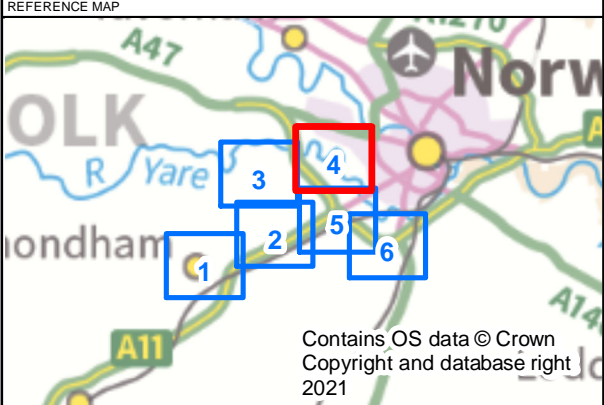 REFERENCE MAP
A47
Norw
OLK
R Yare
3
4
ondham
1
2
5
6
A11
A14
Contains OS data © Crown
Copyright and database right
2021